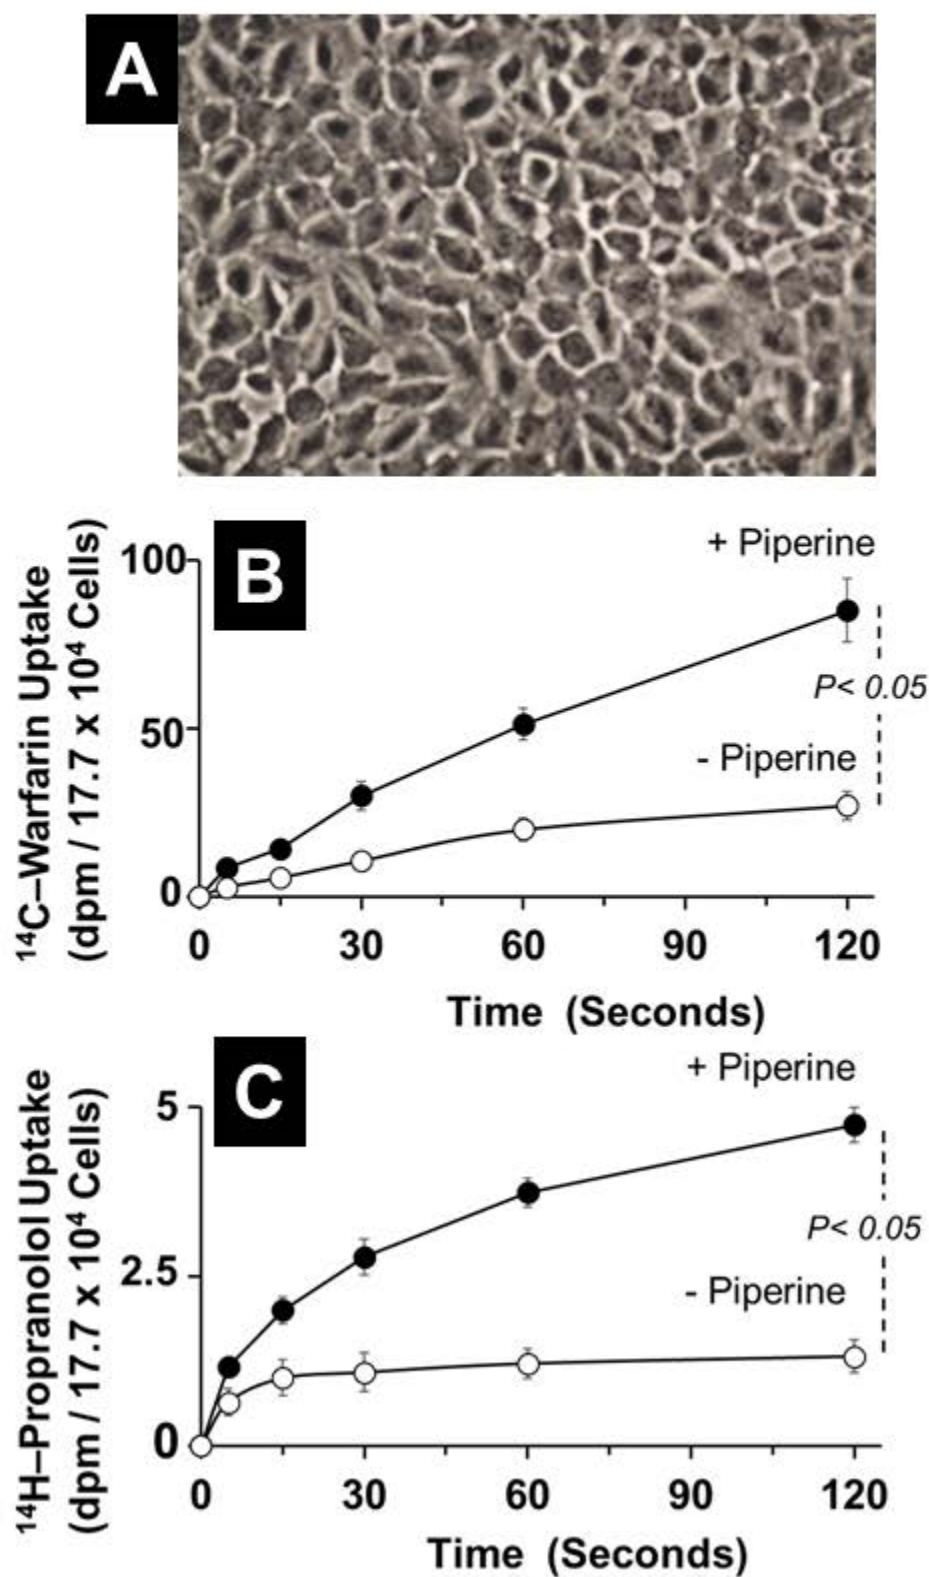 A
B
¹⁴C–Warfarin Uptake
(dpm / 17.7 x 10⁴ Cells)
100
50
0
+ Piperine
P< 0.05
- Piperine
0 30 60 90 120
Time (Seconds)
C
¹⁴H–Propranolol Uptake
(dpm / 17.7 x 10⁴ Cells)
5
2.5
0
+ Piperine
P< 0.05
- Piperine
0 30 60 90 120
Time (Seconds)